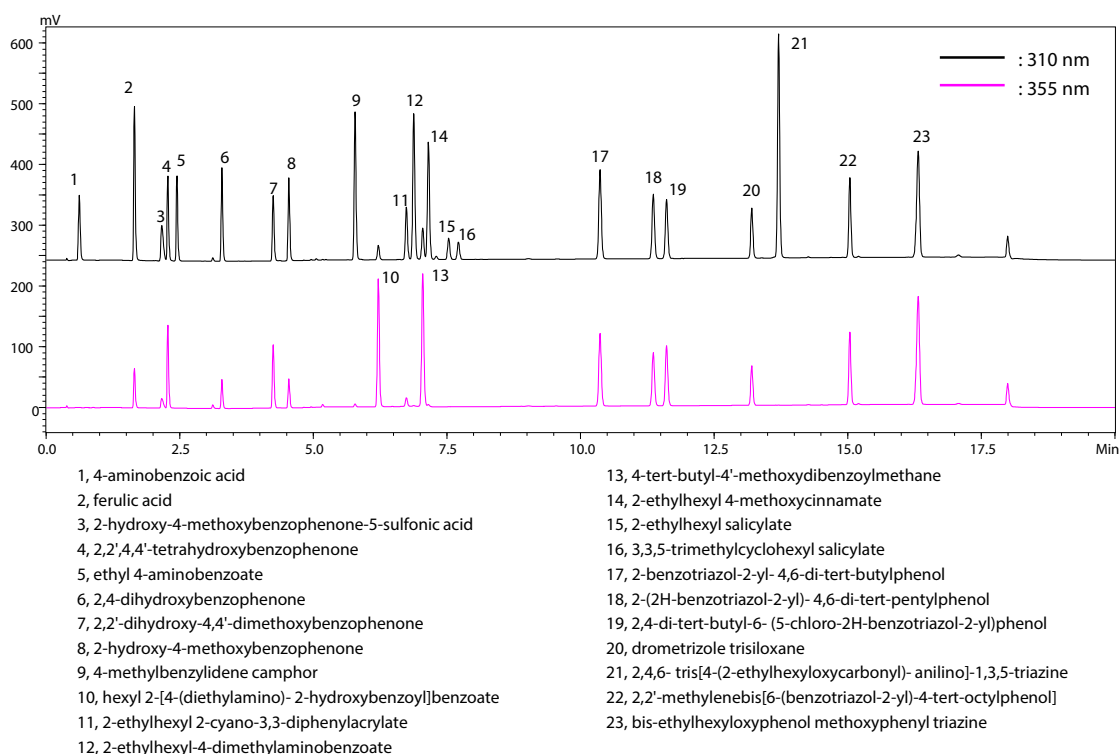 mV
600
500
400
300
200
100
0
1
2
3
4
5
6
7
8
9
10
11
12
13
14
15
16
17
18
19
20
21
22
23
: 310 nm
: 355 nm
0.0 2.5 5.0 7.5 10.0 12.5 15.0 17.5 Min
1, 4-aminobenzoic acid
2, ferulic acid
3, 2-hydroxy-4-methoxybenzophenone-5-sulfonic acid
4, 2,2',4,4'-tetrahydroxybenzophenone
5, ethyl 4-aminobenzoate
6, 2,4-dihydroxybenzophenone
7, 2,2'-dihydroxy-4,4'-dimethoxybenzophenone
8, 2-hydroxy-4-methoxybenzophenone
9, 4-methylbenzylidene camphor
10, hexyl 2-[4-(diethylamino)- 2-hydroxybenzoyl]benzoate
11, 2-ethylhexyl 2-cyano-3,3-diphenylacrylate
12, 2-ethylhexyl-4-dimethylaminobenzoate
13, 4-tert-butyl-4'-methoxydibenzoylmethane
14, 2-ethylhexyl 4-methoxycinnamate
15, 2-ethylhexyl salicylate
16, 3,3,5-trimethylcyclohexyl salicylate
17, 2-benzotriazol-2-yl- 4,6-di-tert-butylphenol
18, 2-(2H-benzotriazol-2-yl)- 4,6-di-tert-pentylphenol
19, 2,4-di-tert-butyl-6- (5-chloro-2H-benzotriazol-2-yl)phenol
20, drometrizole trisiloxane
21, 2,4,6- tris[4-(2-ethylhexyloxycarbonyl)- anilino]-1,3,5-triazine
22, 2,2'-methylenebis[6-(benzotriazol-2-yl)-4-tert-octylphenol]
23, bis-ethylhexyloxyphenol methoxyphenyl triazine